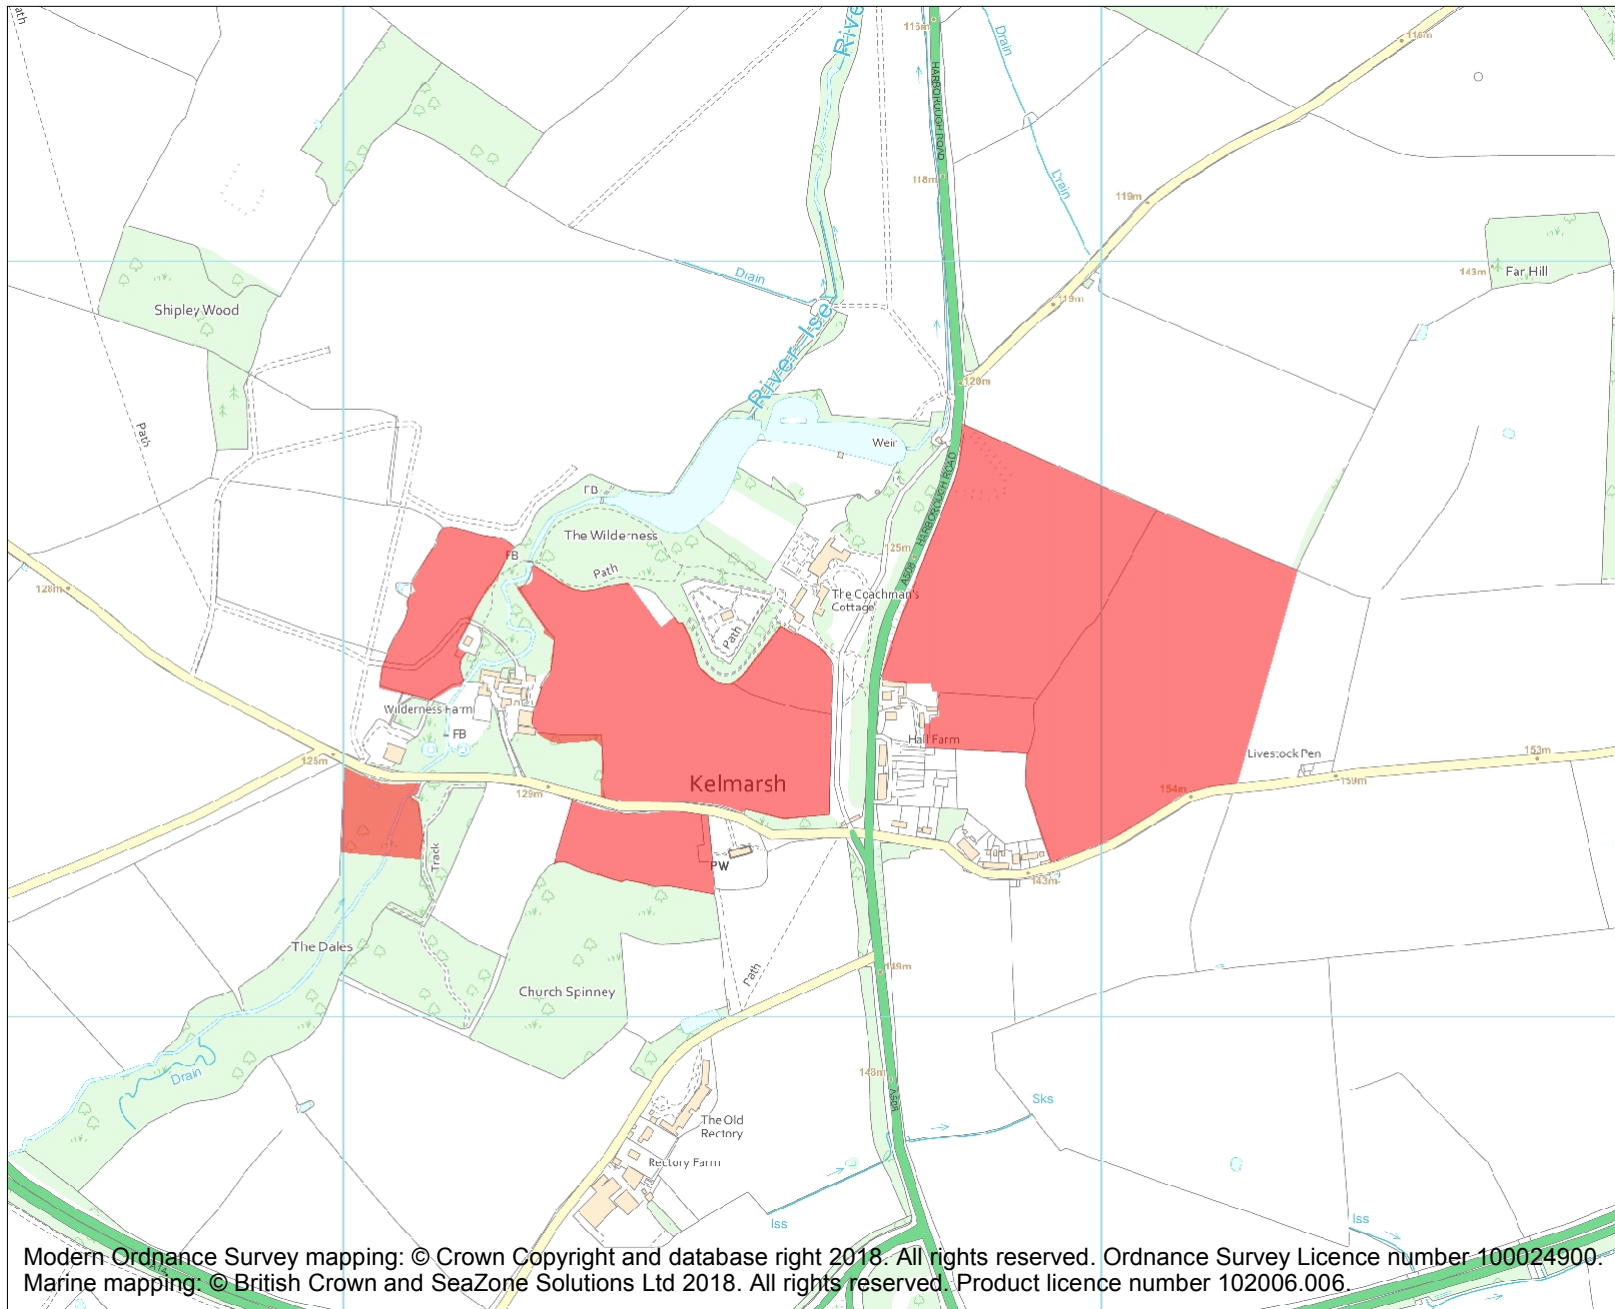 ath
River
116m
Drain
116m
HARBOROUGH ROAD
118m
Drain
119m
Drain
143m
Far Hill
119m
Shipley Wood
River Ise
120m
Path
Weir
HARBOROUGH ROAD
FB
The Wilderness
125m
FB
Path
A508
128m
The Coachman's
Cottage
Path
Wilderness Farm
FB
Hall Farm
Livestock Pen
153m
125m
159m
129m
Kelmarsh
154m
Track
PW
143m
The Dales
149m
Path
Church Spinney
148m
Drain
A508
Sks
The Old
Rectory
Rectory Farm
Iss
Iss
A14
Modern Ordnance Survey mapping: © Crown Copyright and database right 2018. All rights reserved. Ordnance Survey Licence number 100024900.
Marine mapping: © British Crown and SeaZone Solutions Ltd 2018. All rights reserved. Product licence number 102006.006.